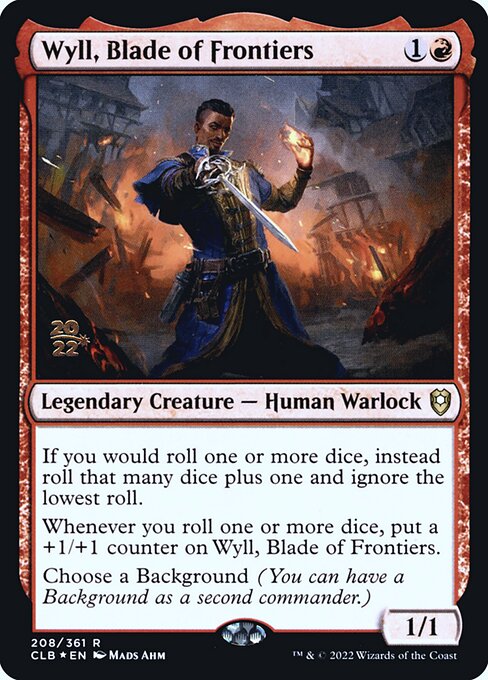 Wyll, Blade of Frontiers 1
20
22
Legendary Creature — Human Warlock
If you would roll one or more dice, instead
roll that many dice plus one and ignore the
lowest roll.
Whenever you roll one or more dice, put a
+1/+1 counter on Wyll, Blade of Frontiers.
Choose a Background (You can have a
Background as a second commander.)
1/1
208/361 R
CLB ★ EN Mads Ahm
™ & © 2022 Wizards of the Coast